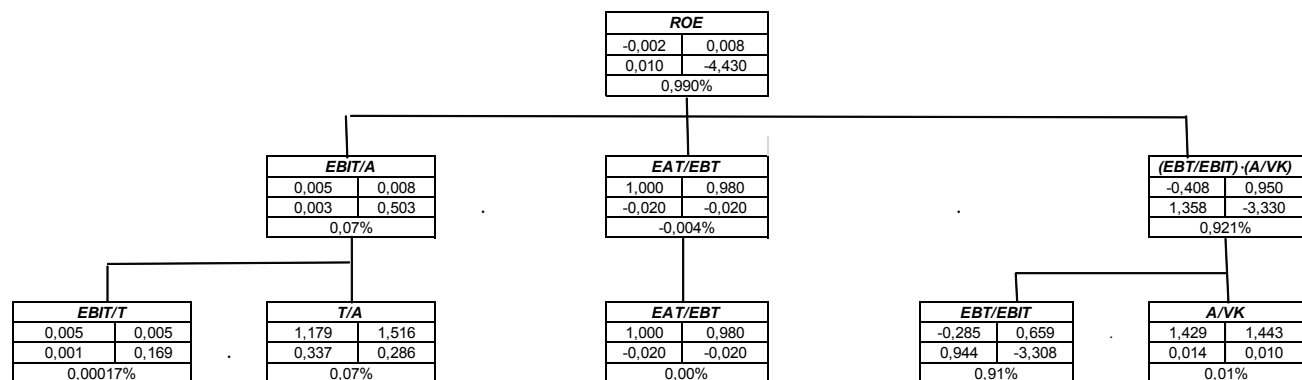 ROE
-0,002 0,008
0,010 -4,430
0,990%
EBIT/A EAT/EBT (EBT/EBIT)·(A/VK)
0,005 0,008 1,000 0,980 -0,408 0,950
0,003 0,503 . -0,020 -0,020 . 1,358 -3,330
0,07% -0,004% 0,921%
EBIT/T T/A EAT/EBT EBT/EBIT A/VK
0,005 0,005 1,179 1,516 1,000 0,980 -0,285 0,659 . 1,429 1,443
0,001 0,169 . 0,337 0,286 -0,020 -0,020 0,944 -3,308 0,014 0,010
0,00017% 0,07% 0,00% 0,91% 0,01%